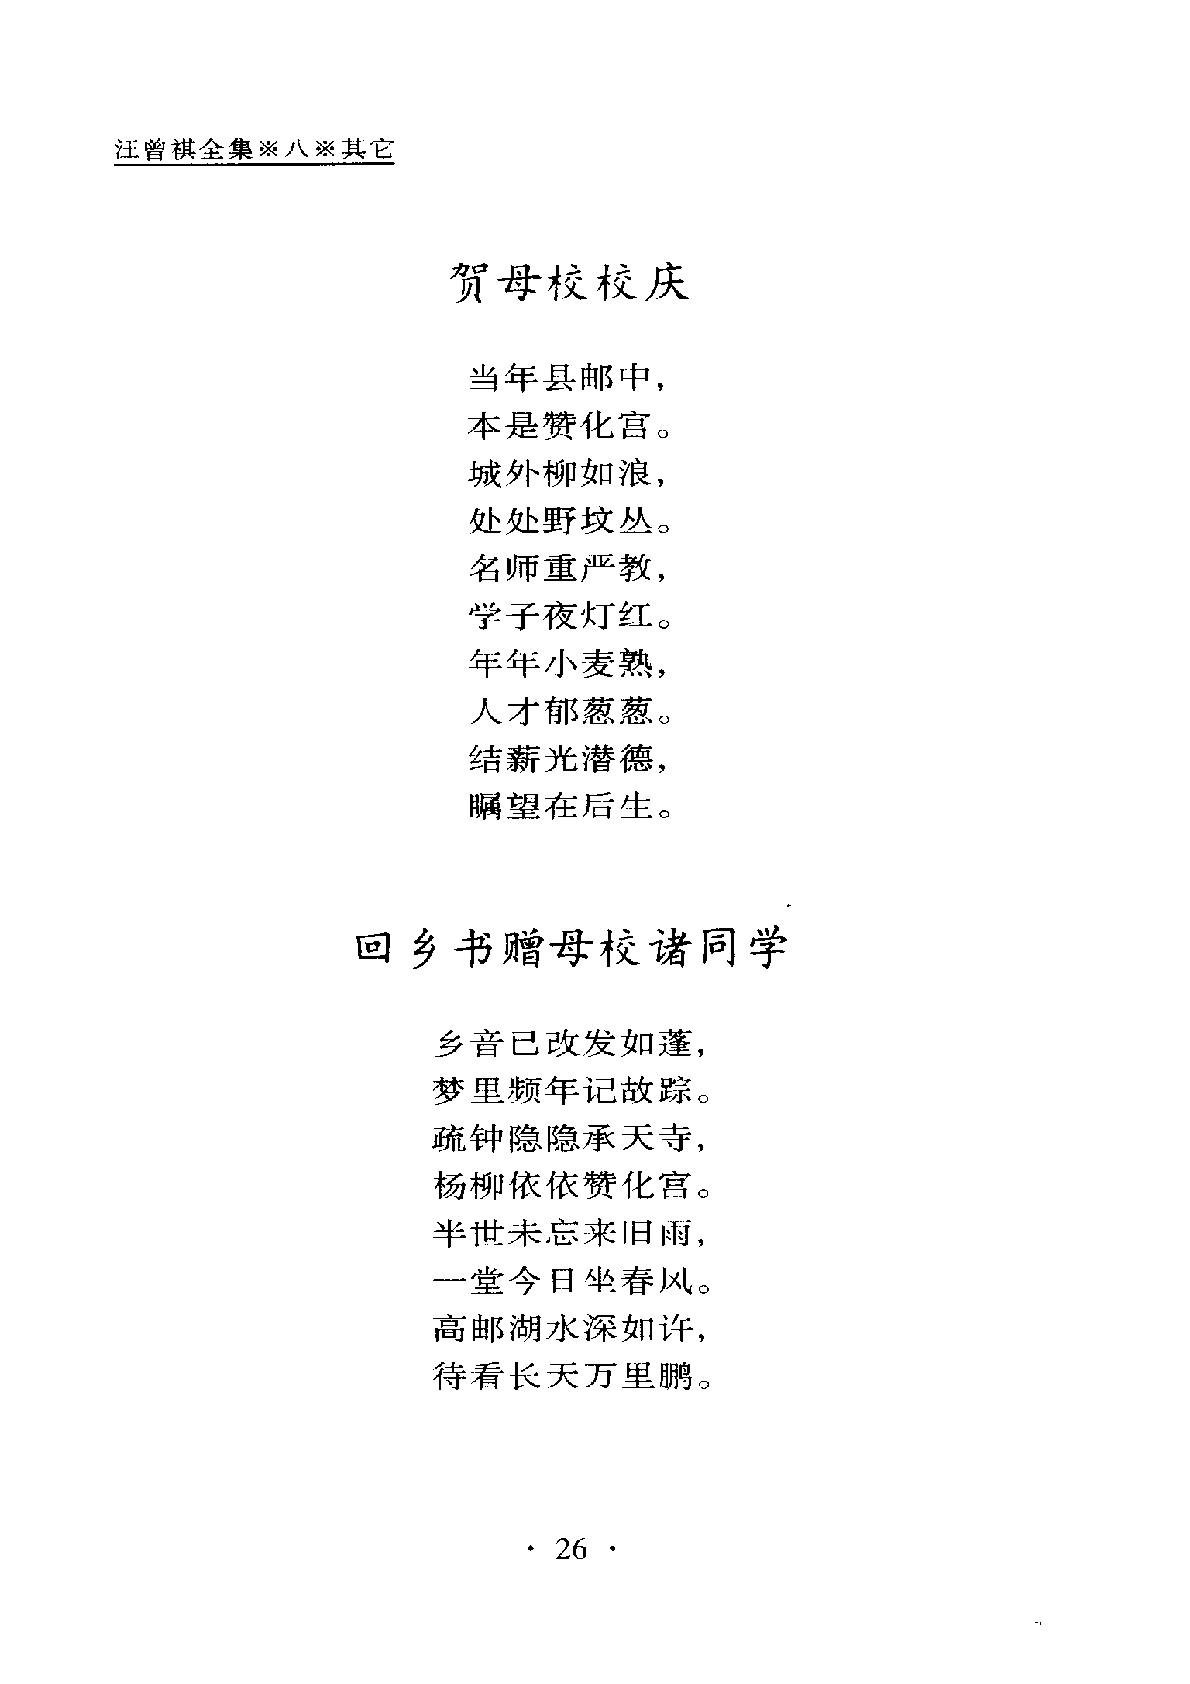 汪曾祺全集※八※其它
贺母校校庆
当年县邮中，
本是赞化宫。
城外柳如浪，
处处野坟丛。
名师重严教，
学子夜灯红。
年年小麦熟，
人才郁葱葱。
结薪光潜德，
瞩望在后生。
回乡书赠母校诸同学
乡音已改发如蓬，
梦里频年记故踪。
疏钟隐隐承天寺，
杨柳依依赞化宫。
半世未忘来旧雨，
一堂今日坐春风。
高邮湖水深如许，
待看长天万里鹏。
· 26 ·